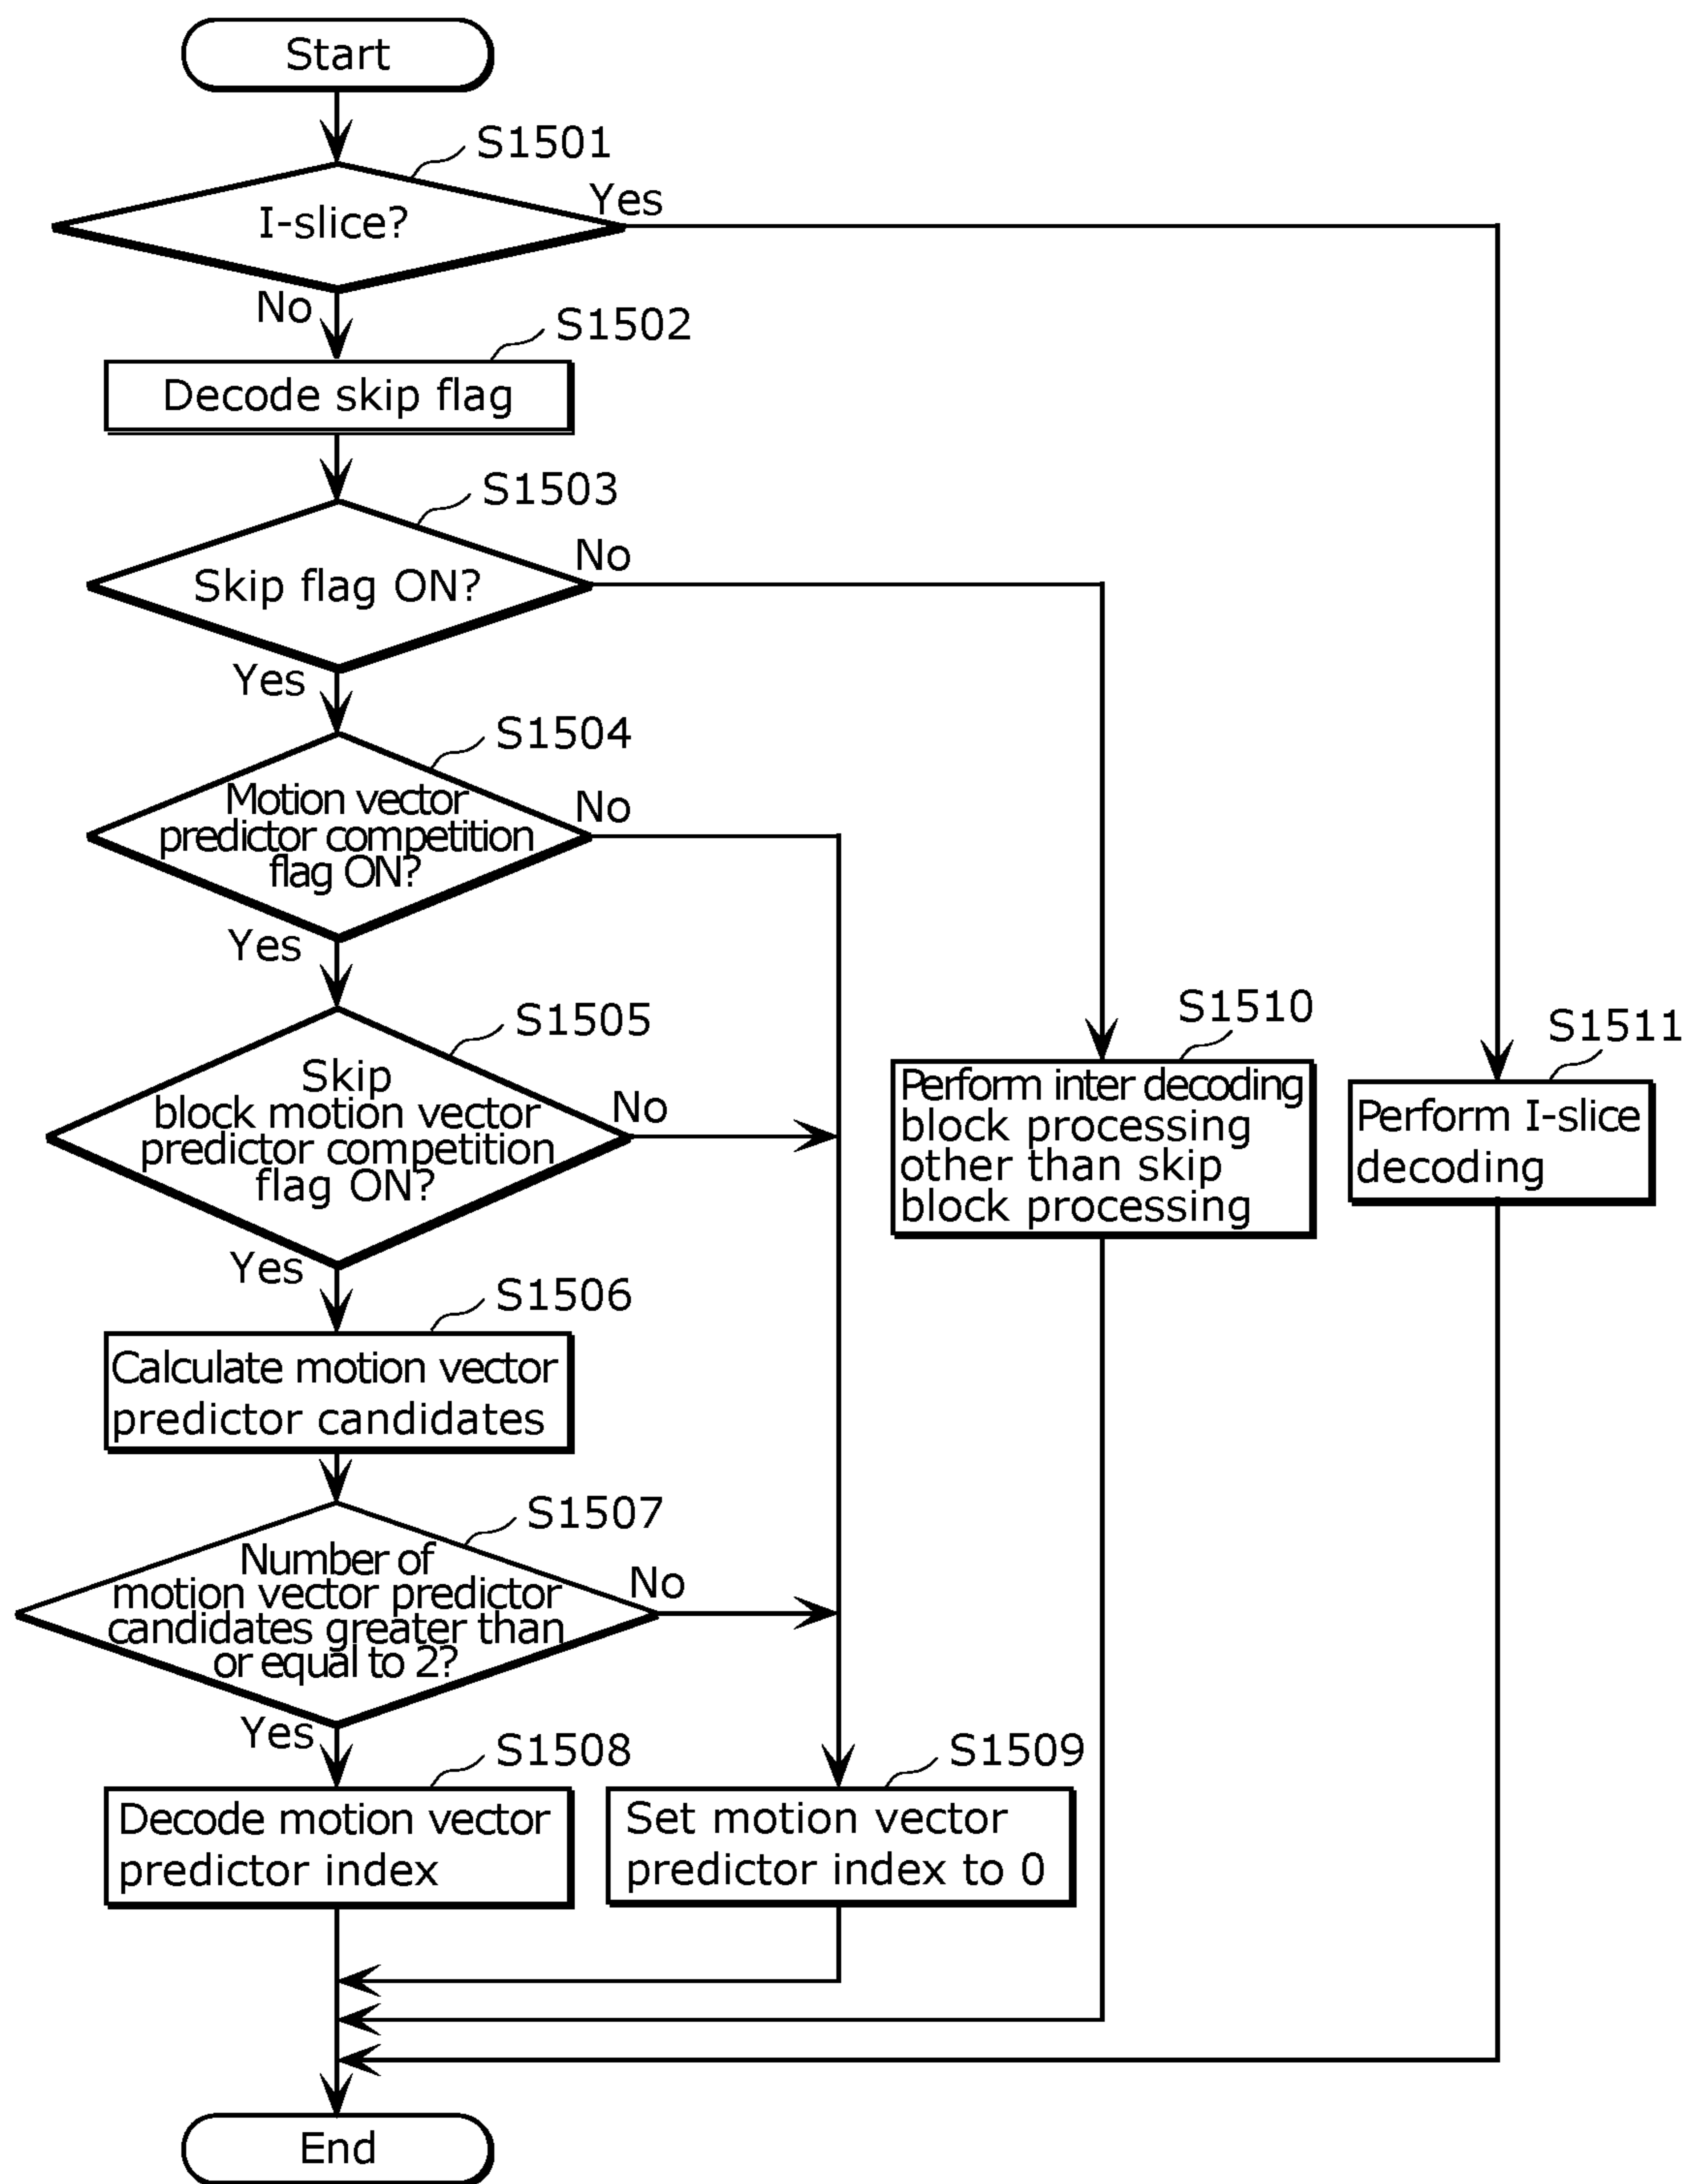 Start
S1501
I-slice?
Yes
No
S1502
Decode skip flag
S1503
Skip flag ON?
No
Yes
S1504
Motion vector
predictor competition
flag ON?
No
Yes
S1505
Skip
block motion vector
predictor competition
flag ON?
No
Yes
S1510
Perform inter decoding
block processing
other than skip
block processing
S1511
Perform I-slice
decoding
S1506
Calculate motion vector
predictor candidates
S1507
Number of
motion vector predictor
candidates greater than
or equal to 2?
No
Yes
S1508
Decode motion vector
predictor index
S1509
Set motion vector
predictor index to 0
End